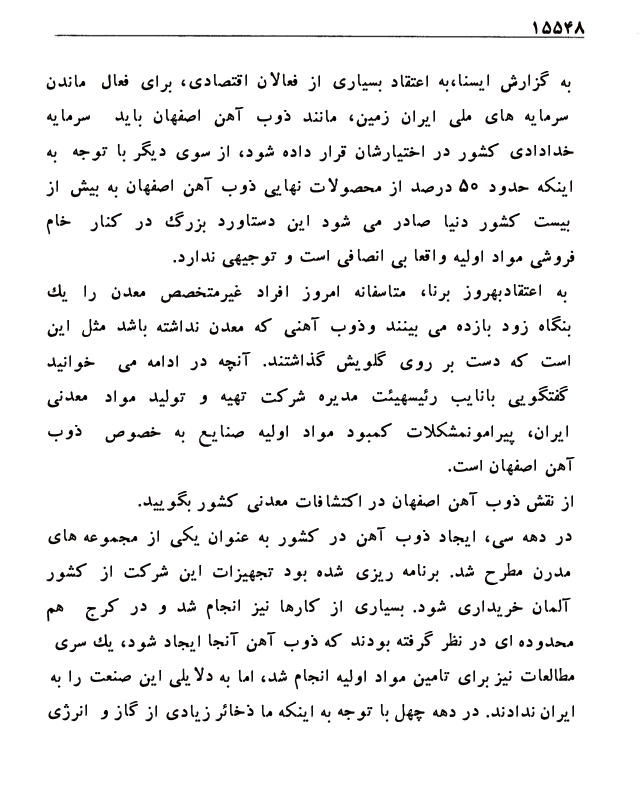 ۱۵۵۴۸
به گزارش ایسنا،به اعتقاد بسیاری از فعالان اقتصادی، برای فعال ماندن
سرمایه های ملی ایران زمین، مانند ذوب آهن اصفهان باید سرمایه
خدادادی کشور در اختیارشان قرار داده شود، از سوی دیگر با توجه به
اینکه حدود ۵۰ درصد از محصولات نهایی ذوب آهن اصفهان به بیش از
بیست کشور دنیا صادر می شود این دستاورد بزرگ در کنار خام
فروشی مواد اولیه واقعا بی انصافی است و توجیهی ندارد.
به اعتقادبهروز برنا، متاسفانه امروز افراد غیرمتخصص معدن را یك
بنگاه زود بازده می بینند وذوب آهنی که معدن نداشته باشد مثل این
است که دست بر روی گلویش گذاشتند. آنچه در ادامه می خوانید
گفتگویی بانایب رئیسهیئت مدیره شرکت تهیه و تولید مواد معدنی
ایران، پیرامونمشکلات کمبود مواد اولیه صنایع به خصوص ذوب
آهن اصفهان است.
از نقش ذوب آهن اصفهان در اکتشافات معدنی کشور بگویید.
در دهه سی، ایجاد ذوب آهن در کشور به عنوان یکی از مجموعه های
مدرن مطرح شد. برنامه ریزی شده بود تجهیزات این شرکت از کشور
آلمان خریداری شود. بسیاری از کارها نیز انجام شد و در کرج هم
محدوده ای در نظر گرفته بودند که ذوب آهن آنجا ایجاد شود، یك سری
مطالعات نیز برای تامین مواد اولیه انجام شد، اما به دلایلی این صنعت را به
ایران ندادند. در دهه چهل با توجه به اینکه ما ذخائر زیادی از گاز و انرژی